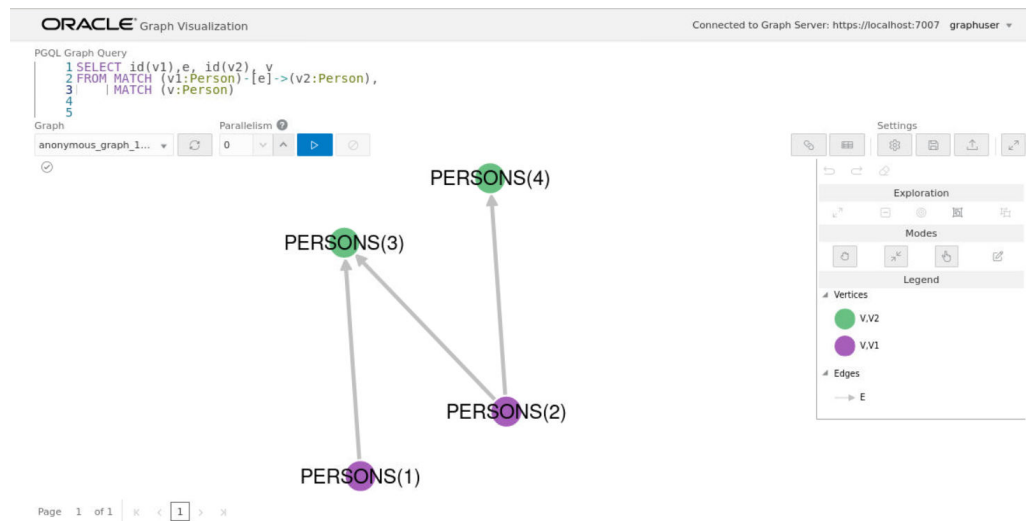 ORACLE® Graph Visualization
Connected to Graph Server: https://localhost:7007 graphuser
PGQL Graph Query
1 SELECT id(v1),e, id(v2), v
2 FROM MATCH (v1:Person)-[e]->(v2:Person),
3 MATCH (v:Person)
4
5
Graph
Parallelism
Settings
anonymous_graph_1...
0
PERSONS(4)
PERSONS(3)
PERSONS(2)
PERSONS(1)
Exploration
Modes
Legend
Vertices
V,V2
V,V1
Edges
E
Page 1 of 1
1